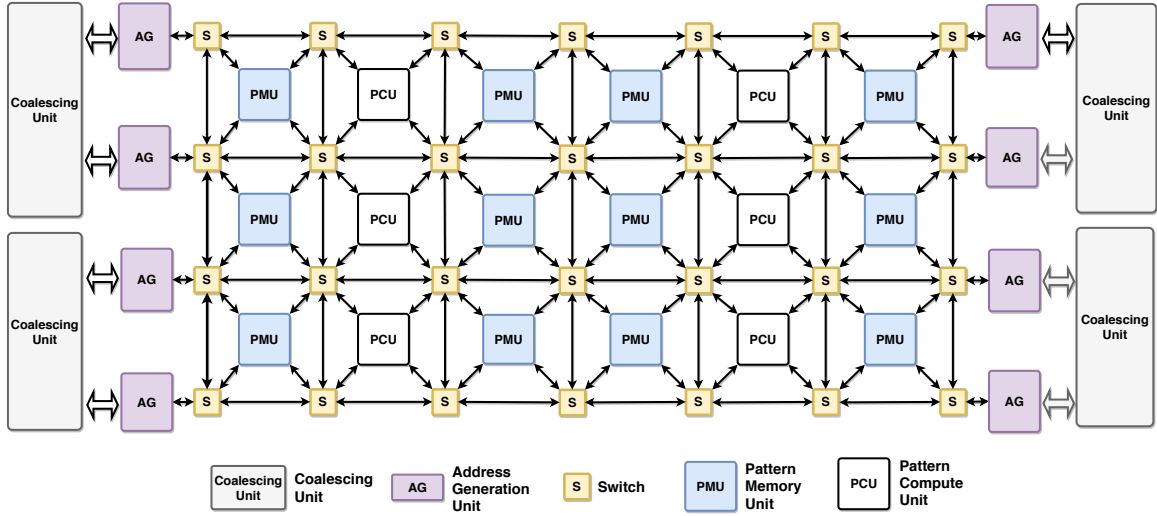 AG S S S S S S S AG
PMU PCU PMU PMU PCU PMU
Coalescing
Unit
Coalescing
Unit
AG S S S S S S S AG
PMU PCU PMU PMU PCU PMU
AG S S S S S S S AG
Coalescing
Unit
Coalescing
Unit
PMU PCU PMU PMU PCU PMU
AG S S S S S S S AG
Coalescing
Unit
Coalescing
Unit
AG
Address
Generation
Unit
S
Switch
PMU
Pattern
Memory
Unit
PCU
Pattern
Compute
Unit